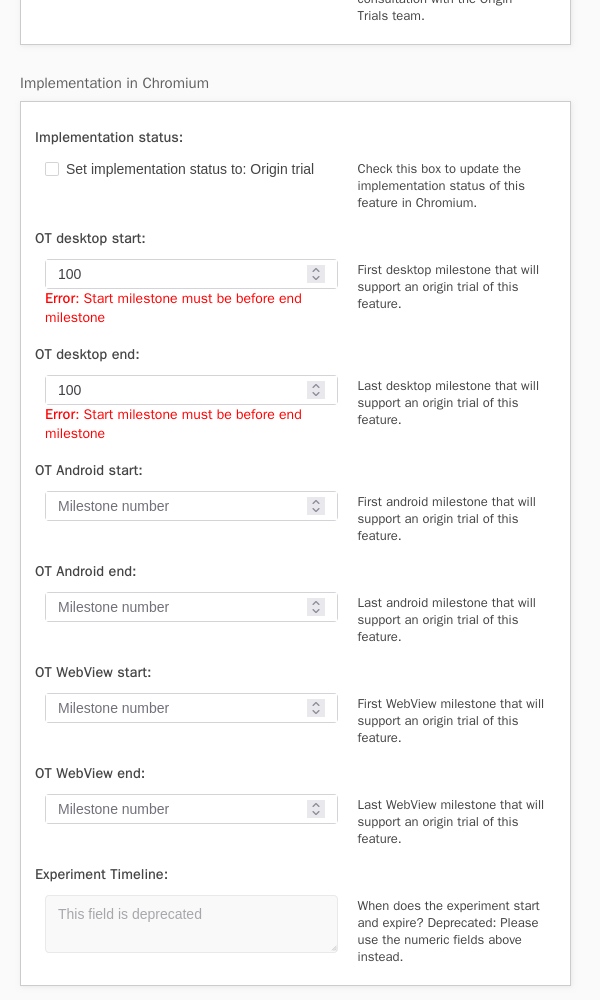 consultation with the Origin
Trials team.
Implementation in Chromium
Implementation status:
Set implementation status to: Origin trial
Check this box to update the
implementation status of this
feature in Chromium.
OT desktop start:
100
Error: Start milestone must be before end
milestone
First desktop milestone that will
support an origin trial of this
feature.
OT desktop end:
100
Error: Start milestone must be before end
milestone
Last desktop milestone that will
support an origin trial of this
feature.
OT Android start:
Milestone number
First android milestone that will
support an origin trial of this
feature.
OT Android end:
Milestone number
Last android milestone that will
support an origin trial of this
feature.
OT WebView start:
Milestone number
First WebView milestone that will
support an origin trial of this
feature.
OT WebView end:
Milestone number
Last WebView milestone that will
support an origin trial of this
feature.
Experiment Timeline:
This field is deprecated
When does the experiment start
and expire? Deprecated: Please
use the numeric fields above
instead.